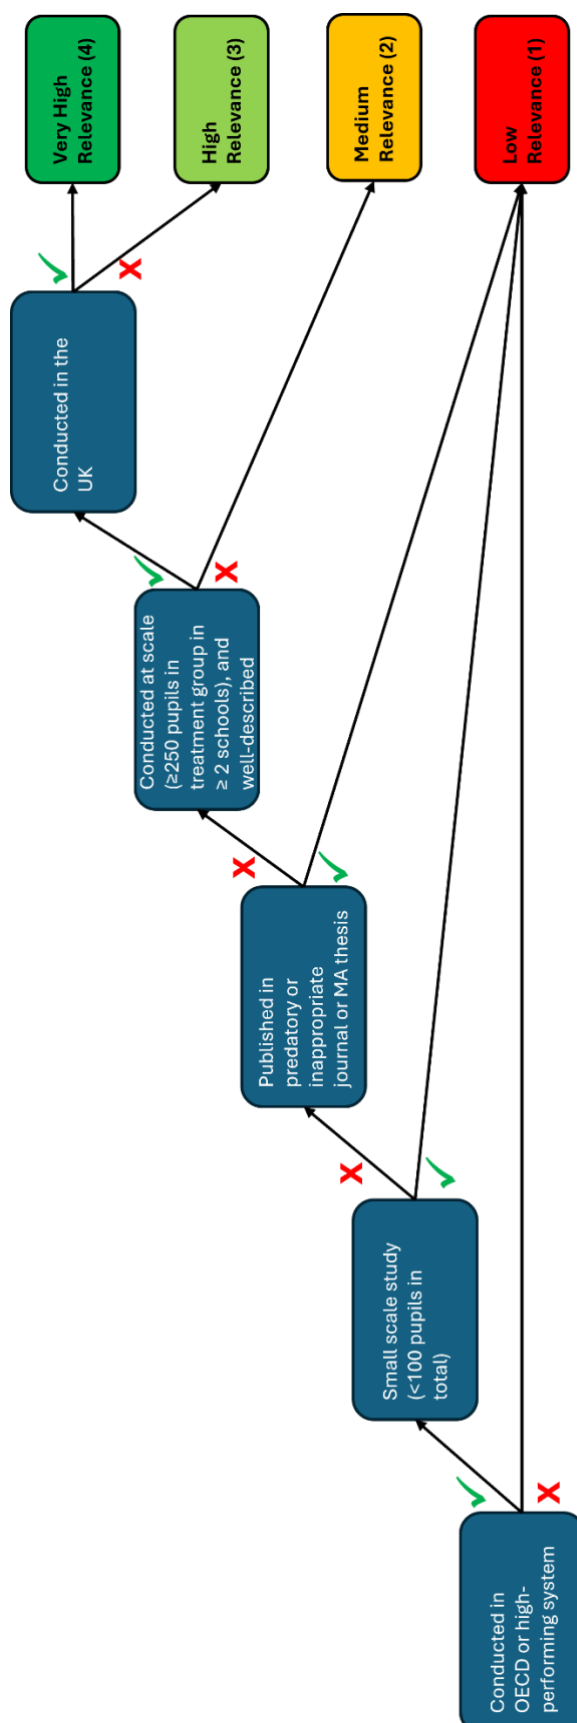 Conducted in
OECD or high-
performing system
Small scale study
(<100 pupils in
total)
Published in
predatory or
inappropriate
journal or MA thesis
Conducted at scale
(≥250 pupils in
treatment group in
≥ 2 schools), and
well-described
Conducted in the
UK
Very High
Relevance (4)
High
Relevance (3)
Medium
Relevance (2)
Low
Relevance (1)